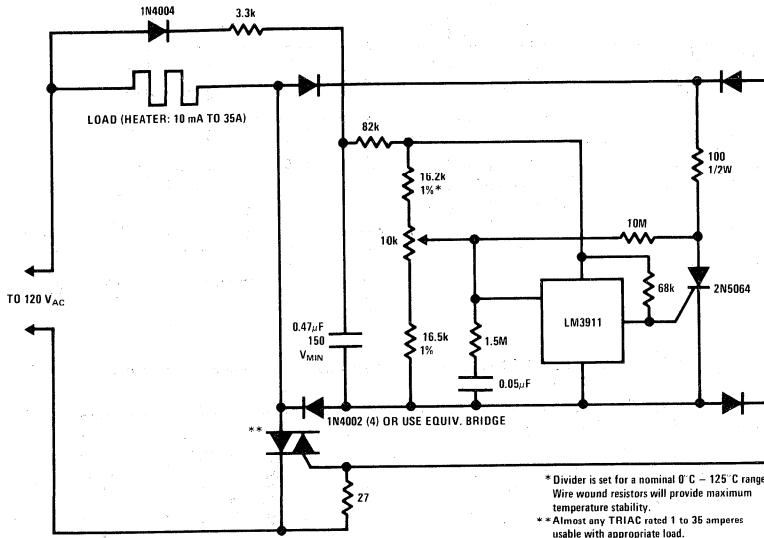 1N4004
3.3k
LOAD (HEATER: 10 mA TO 35A)
82k
16.2k
1%*
100
1/2W
10k
10M
TO 120 VAC
68k
2N5064
LM3911
0.47μF
150
VMIN
16.5k
1%
1.5M
0.05μF
1N4002 (4) OR USE EQUIV. BRIDGE
**
27
*Divider is set for a nominal 0°C – 125°C range
Wire wound resistors will provide maximum
temperature stability.
**Almost any TRIAC rated 1 to 35 amperes
usable with appropriate load.